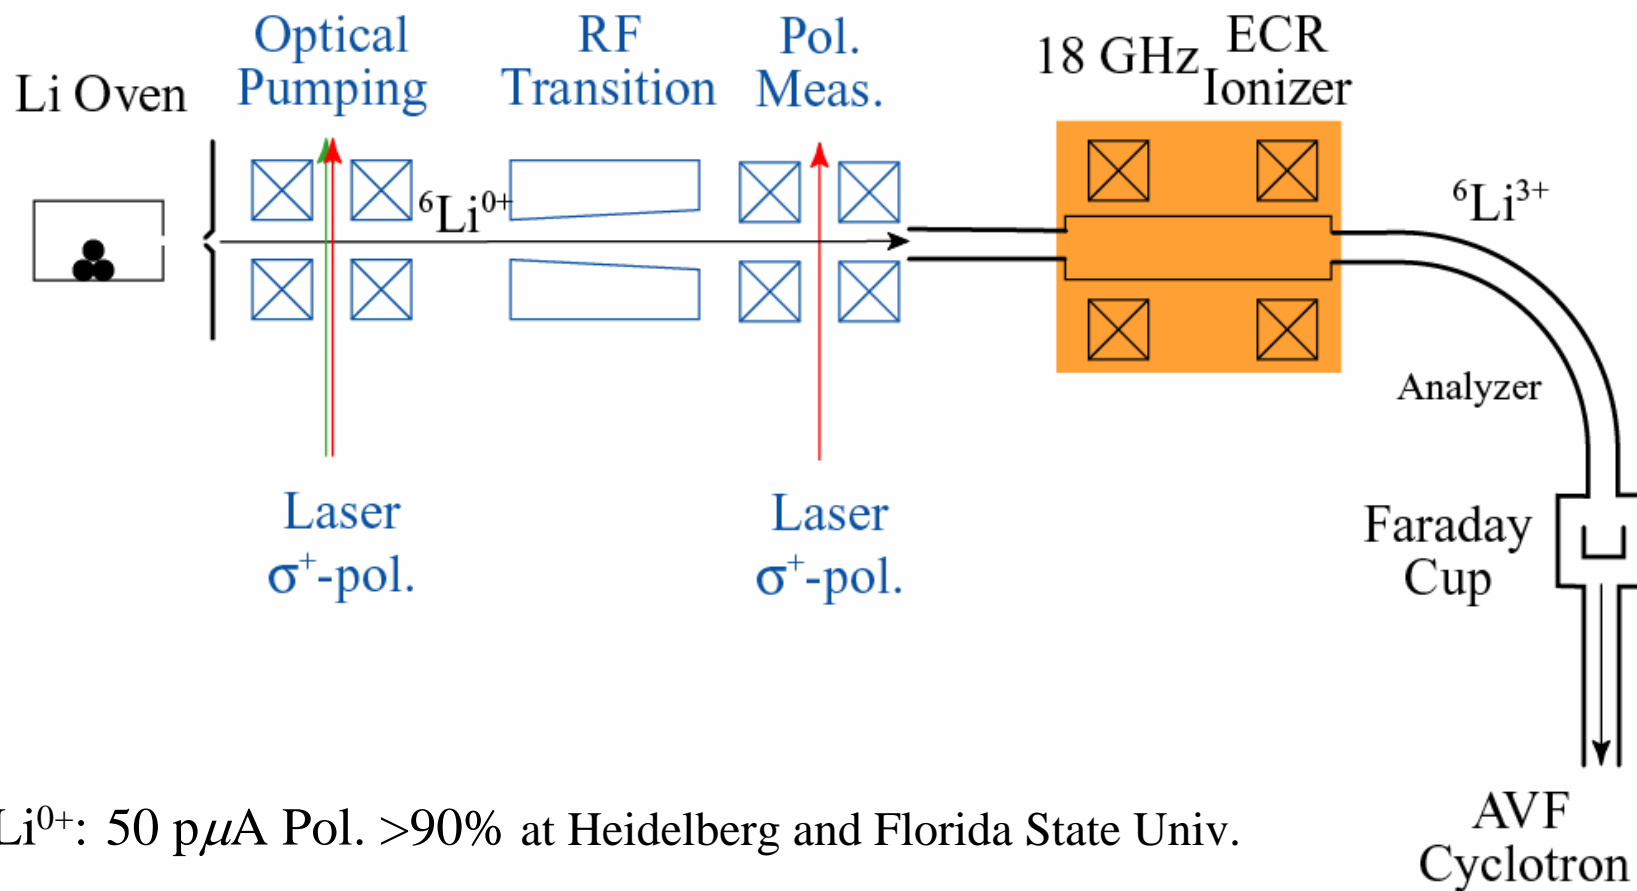 Li Oven
Optical
Pumping
RF
Transition
Pol.
Meas.
18 GHz
ECR
Ionizer
⁶Li⁰⁺
⁶Li³⁺
Analyzer
Laser
σ⁺-pol.
Laser
σ⁺-pol.
Faraday
Cup
Li⁰⁺: 50 pμA Pol. >90% at Heidelberg and Florida State Univ.
AVF
Cyclotron